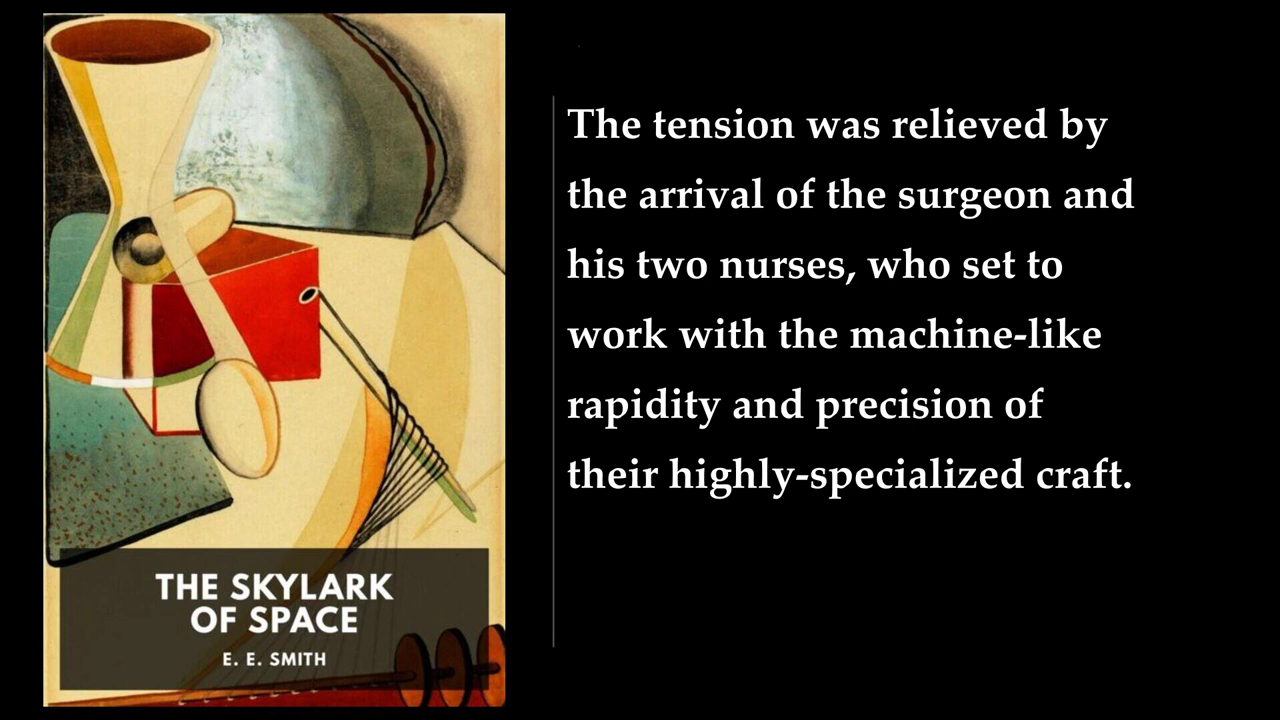 THE SKYLARK
OF SPACE
E. E. SMITH
The tension was relieved by
the arrival of the surgeon and
his two nurses, who set to
work with the machine-like
rapidity and precision of
their highly-specialized craft.